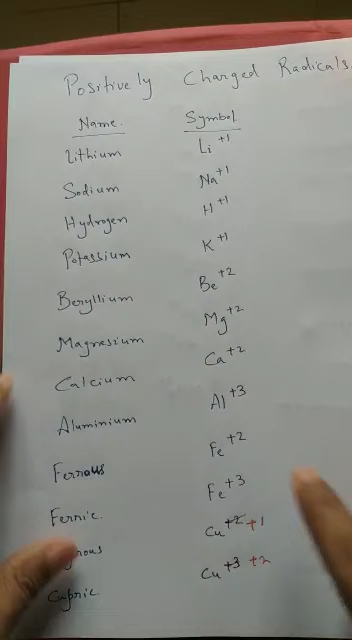 Positively Charged Radicals.
Name. Symbol
Lithium Li +1
Sodium Na +1
Hydrogen H +1
Potassium K +1
Beryllium Be +2
Magnesium Mg +2
Calcium Ca +2
Aluminium Al +3
Ferrous Fe +2
Ferric. Fe +3
Cu +2 +1
Cupric Cu +3 +2